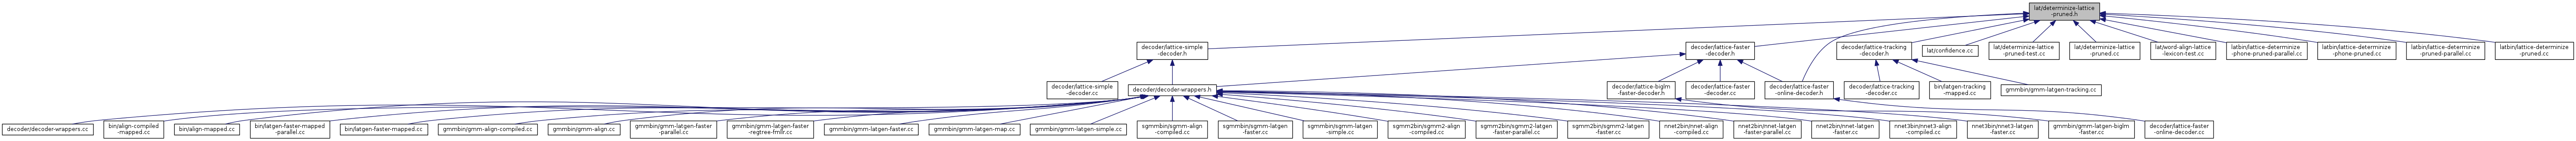 lat/determinize-lattice
-pruned.h
decoder/lattice-simple
-decoder.h
decoder/lattice-faster
-decoder.h
decoder/lattice-tracking
-decoder.h
lat/confidence.cc
lat/determinize-lattice
-pruned-test.cc
lat/determinize-lattice
-pruned.cc
lat/word-align-lattice
-lexicon-test.cc
latbin/lattice-determinize
-phone-pruned-parallel.cc
latbin/lattice-determinize
-phone-pruned.cc
latbin/lattice-determinize
-pruned-parallel.cc
latbin/lattice-determinize
-pruned.cc
decoder/lattice-simple
-decoder.cc
decoder/decoder-wrappers.h
decoder/lattice-biglm
-faster-decoder.h
decoder/lattice-faster
-decoder.cc
decoder/lattice-faster
-online-decoder.h
decoder/lattice-tracking
-decoder.cc
bin/latgen-tracking
-mapped.cc
gmmbin/gmm-latgen-tracking.cc
decoder/decoder-wrappers.cc
bin/align-compiled
-mapped.cc
bin/align-mapped.cc
bin/latgen-faster-mapped
-parallel.cc
bin/latgen-faster-mapped.cc
gmmbin/gmm-align-compiled.cc
gmmbin/gmm-align.cc
gmmbin/gmm-latgen-faster
-parallel.cc
gmmbin/gmm-latgen-faster
-regtree-fmllr.cc
gmmbin/gmm-latgen-faster.cc
gmmbin/gmm-latgen-map.cc
gmmbin/gmm-latgen-simple.cc
sgmmbin/sgmm-align
-compiled.cc
sgmmbin/sgmm-latgen
-faster.cc
sgmmbin/sgmm-latgen
-simple.cc
sgmm2bin/sgmm2-align
-compiled.cc
sgmm2bin/sgmm2-latgen
-faster-parallel.cc
sgmm2bin/sgmm2-latgen
-faster.cc
nnet2bin/nnet-align
-compiled.cc
nnet2bin/nnet-latgen
-faster-parallel.cc
nnet2bin/nnet-latgen
-faster.cc
nnet3bin/nnet3-align
-compiled.cc
nnet3bin/nnet3-latgen
-faster.cc
gmmbin/gmm-latgen-biglm
-faster.cc
decoder/lattice-faster
-online-decoder.cc